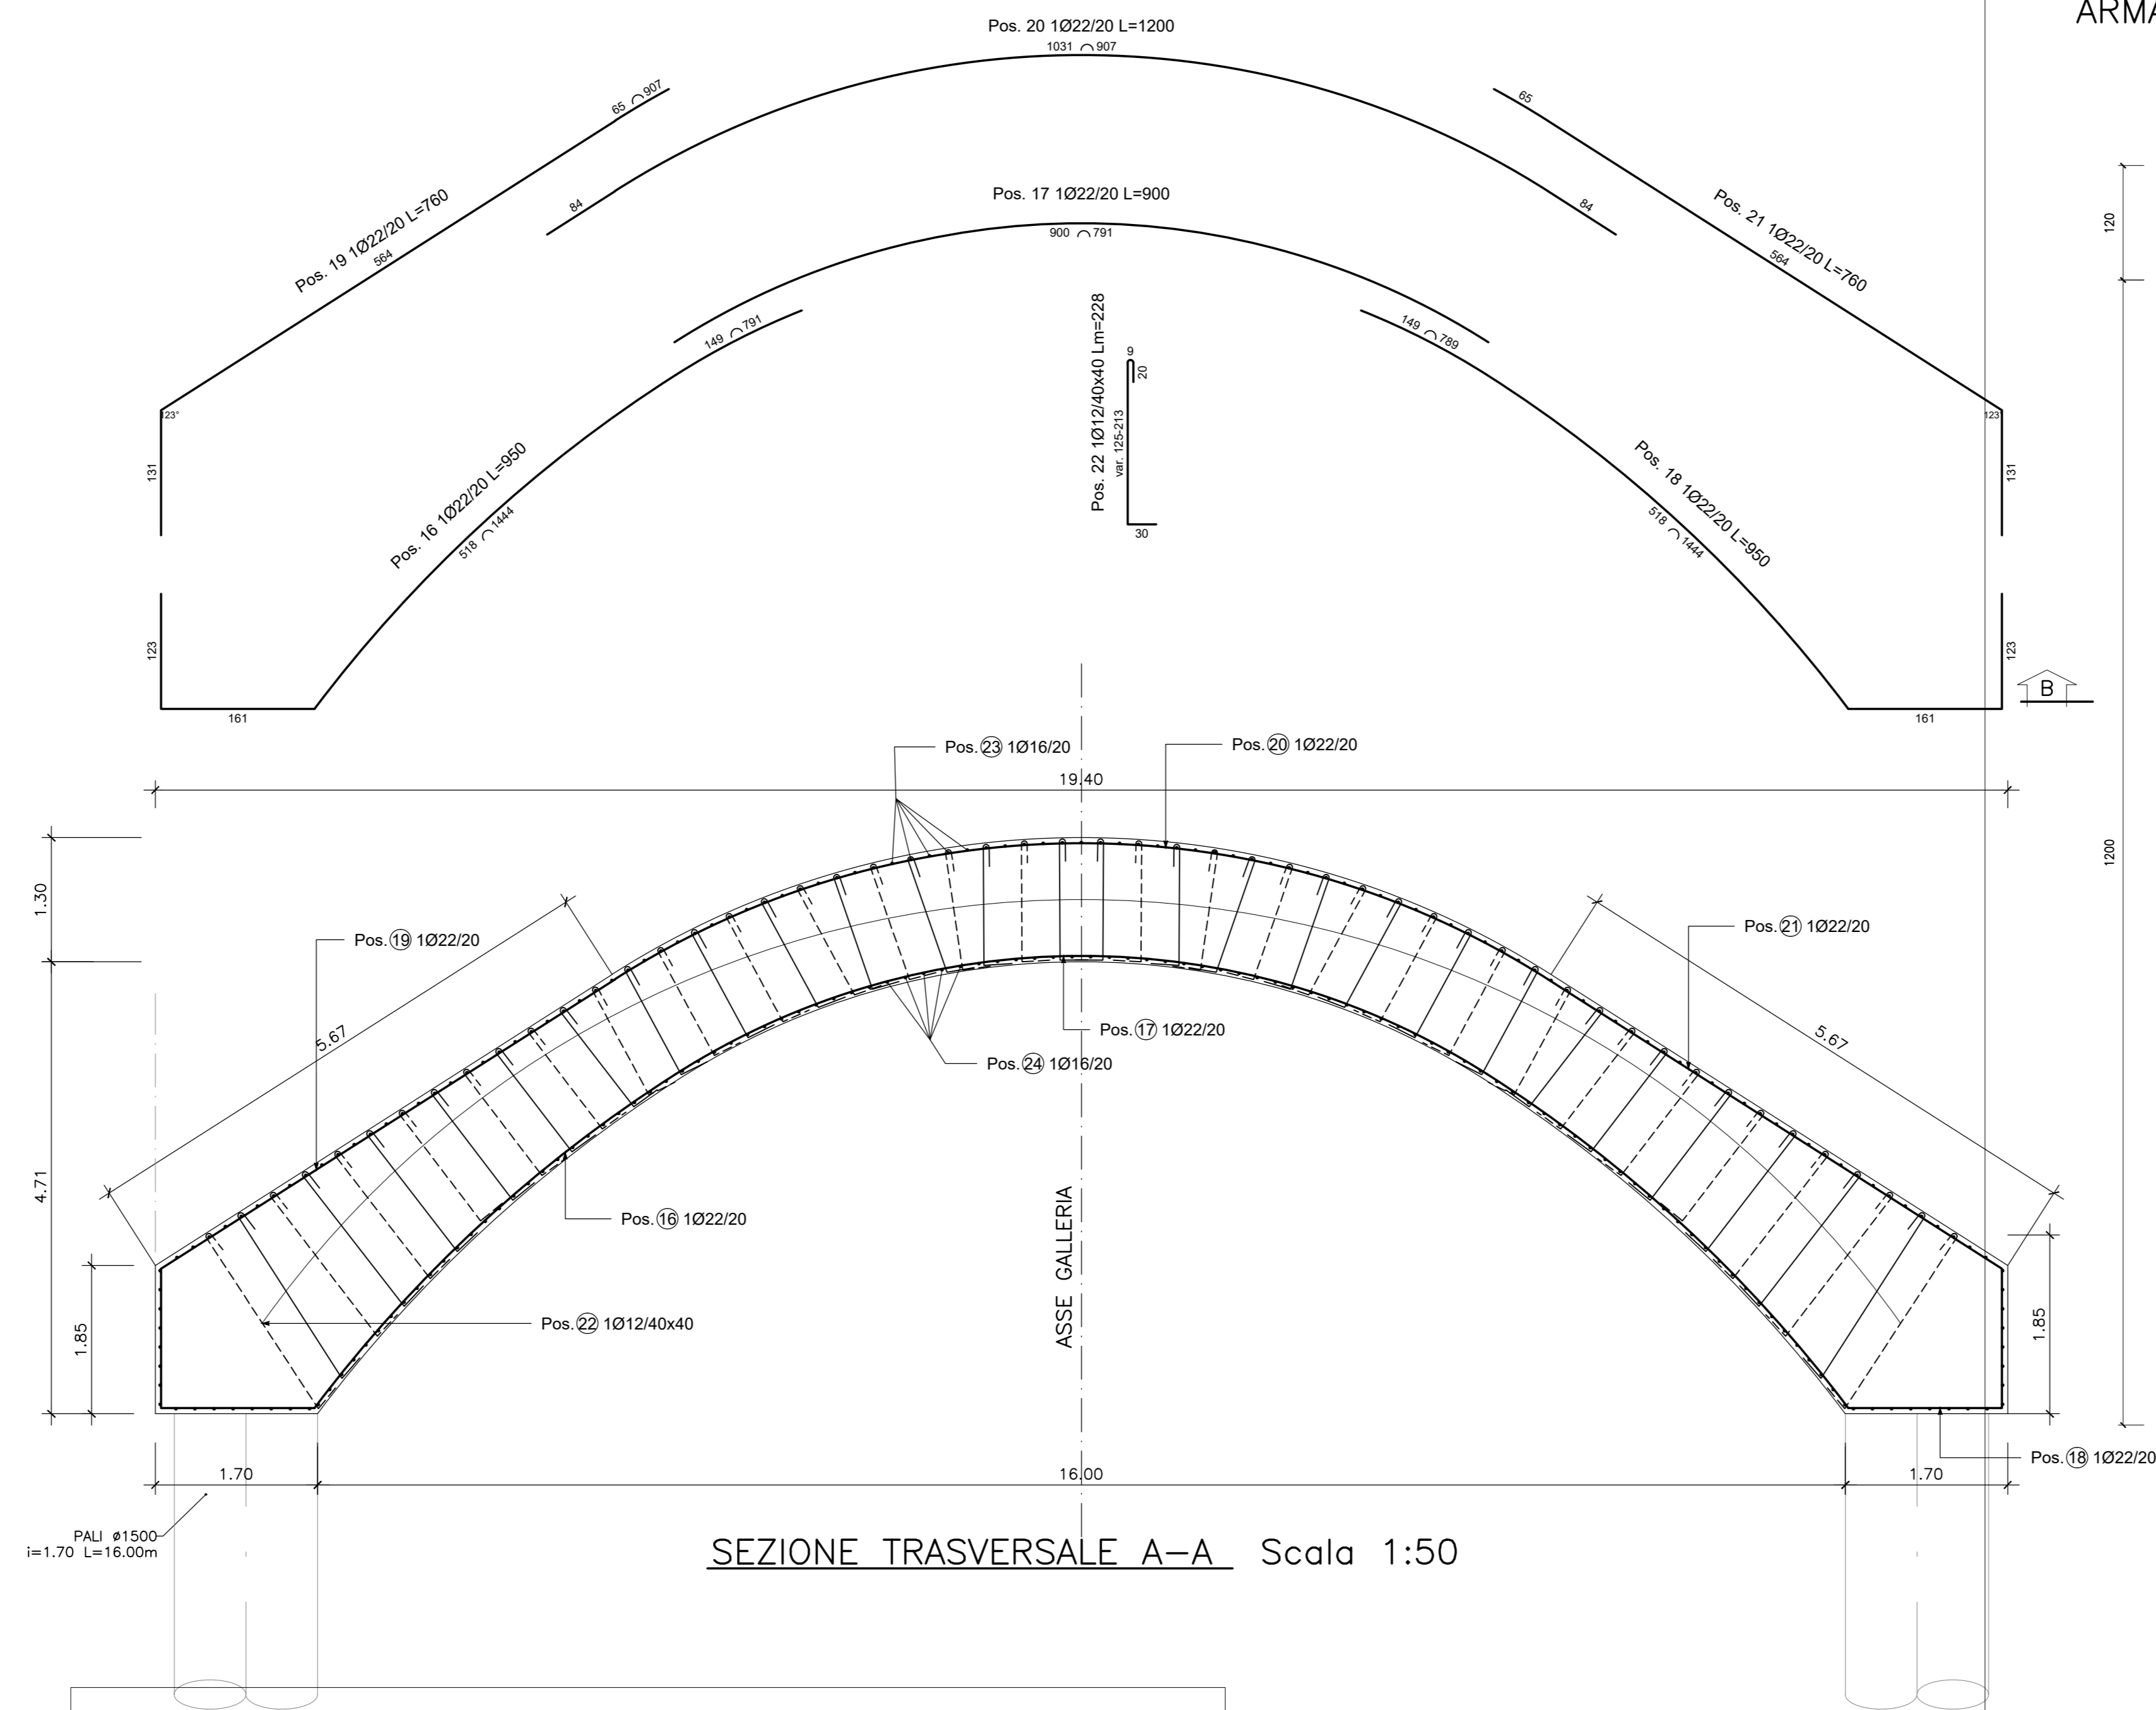 ARMA
Pos. 20 1Ø22/20 L=1200
1031 907
65 907
65
Pos. 19 1Ø22/20 L=760
564
84
Pos. 17 1Ø22/20 L=900
900 791
84
Pos. 21 1Ø22/20 L=760
564
120
149 791
149 789
Pos. 22 1Ø12/40x40 Lm=228
var. 125-213
9
20
30
123°
123
131
131
Pos. 16 1Ø22/20 L=950
518 1444
Pos. 18 1Ø22/20 L=950
518 1444
123
123
161
161
B
Pos. 23 1Ø16/20
Pos. 20 1Ø22/20
19.40
1200
1.30
Pos. 19 1Ø22/20
Pos. 21 1Ø22/20
5.67
5.67
Pos. 17 1Ø22/20
Pos. 24 1Ø16/20
4.71
Pos. 16 1Ø22/20
ASSE GALLERIA
1.85
1.85
Pos. 22 1Ø12/40x40
Pos. 18 1Ø22/20
1.70
16.00
1.70
PALI ø1500
i=1.70 L=16.00m
SEZIONE TRASVERSALE A-A Scala 1:50